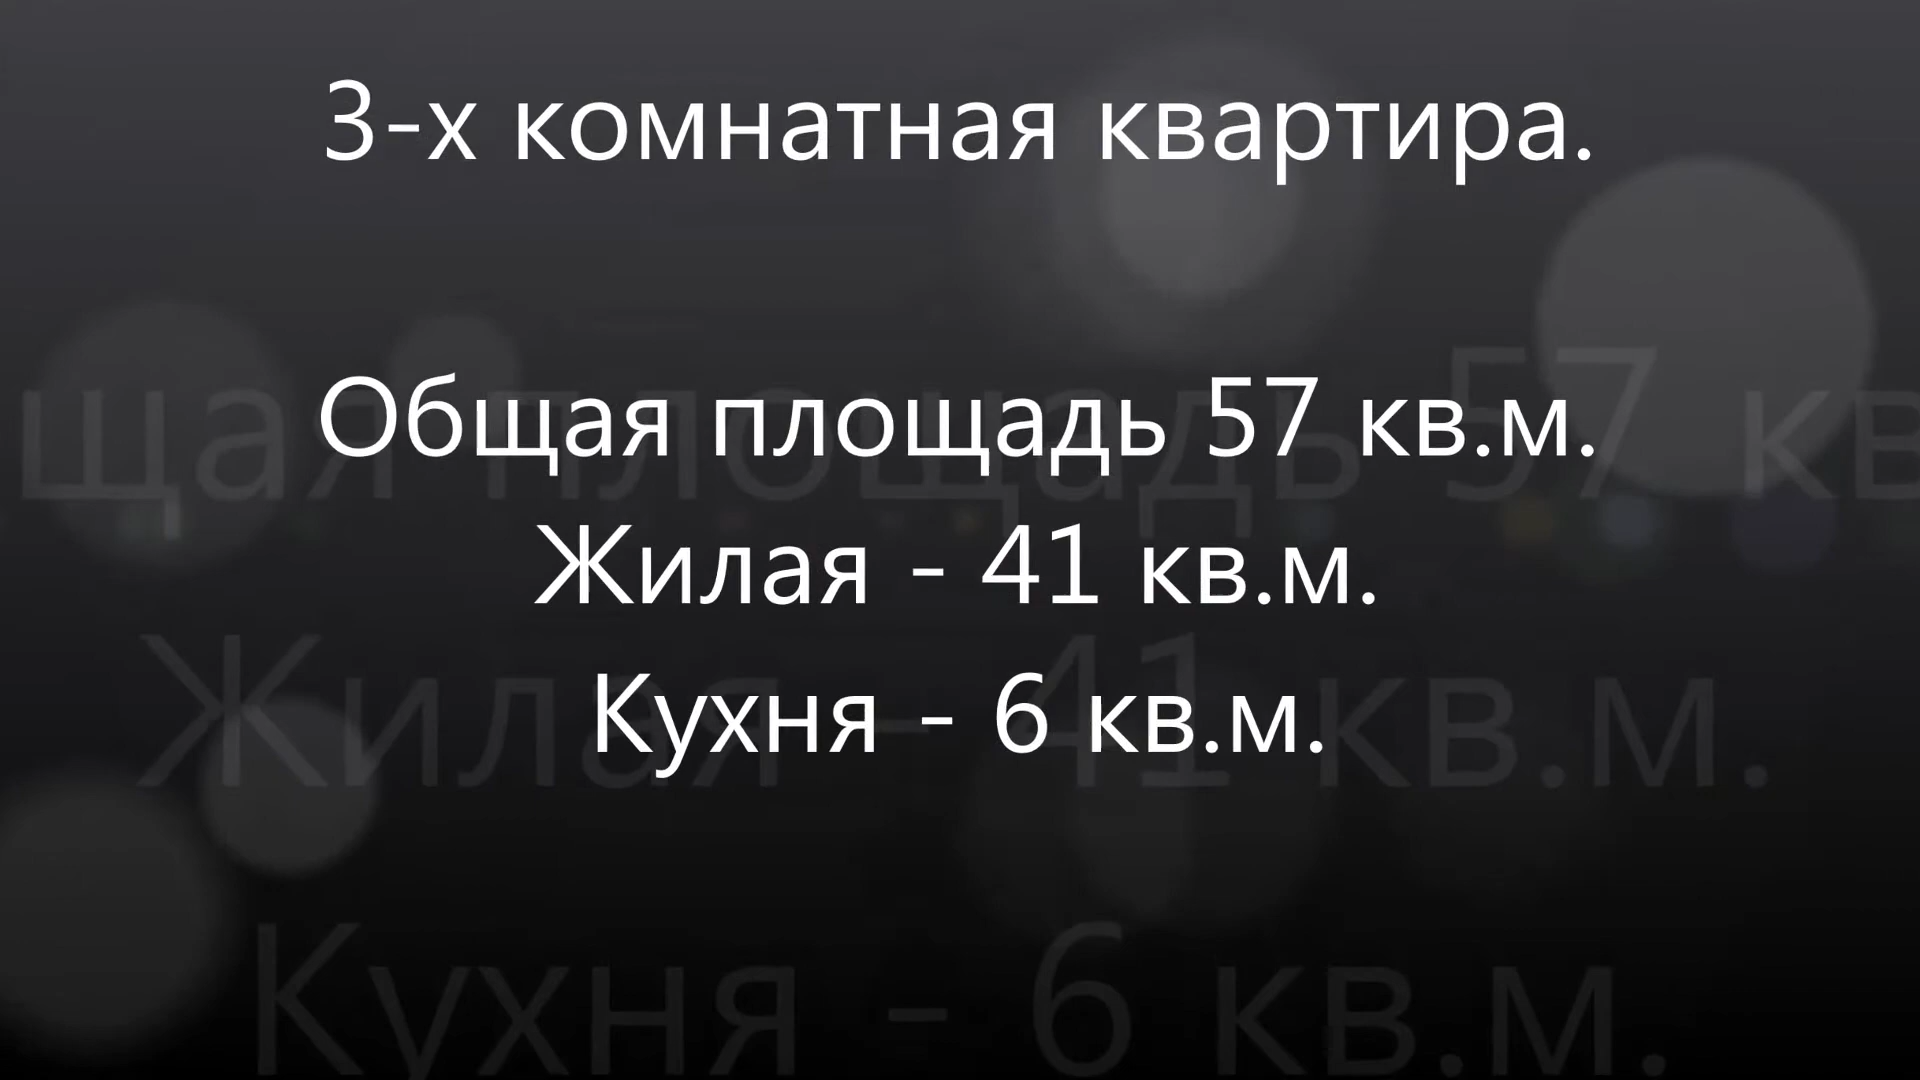 3-х комнатная квартира.
Общая площадь 57 кв.м.
Жилая - 41 кв.м.
Кухня - 6 кв.м.